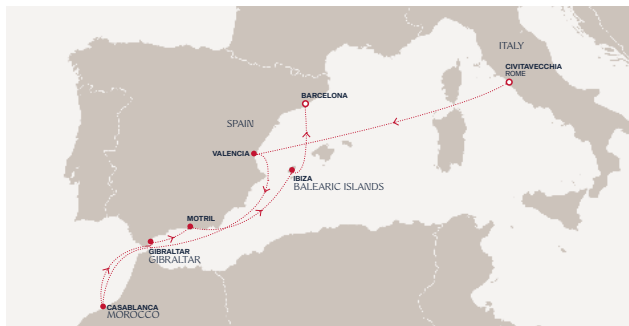 ITALY
CIVITAVECCHIA
ROME
BARCELONA
SPAIN
VALENCIA
IBIZA
BALEARIC ISLANDS
MOTRIL
GIBRALTAR
GIBRALTAR
CASABLANCA
MOROCCO